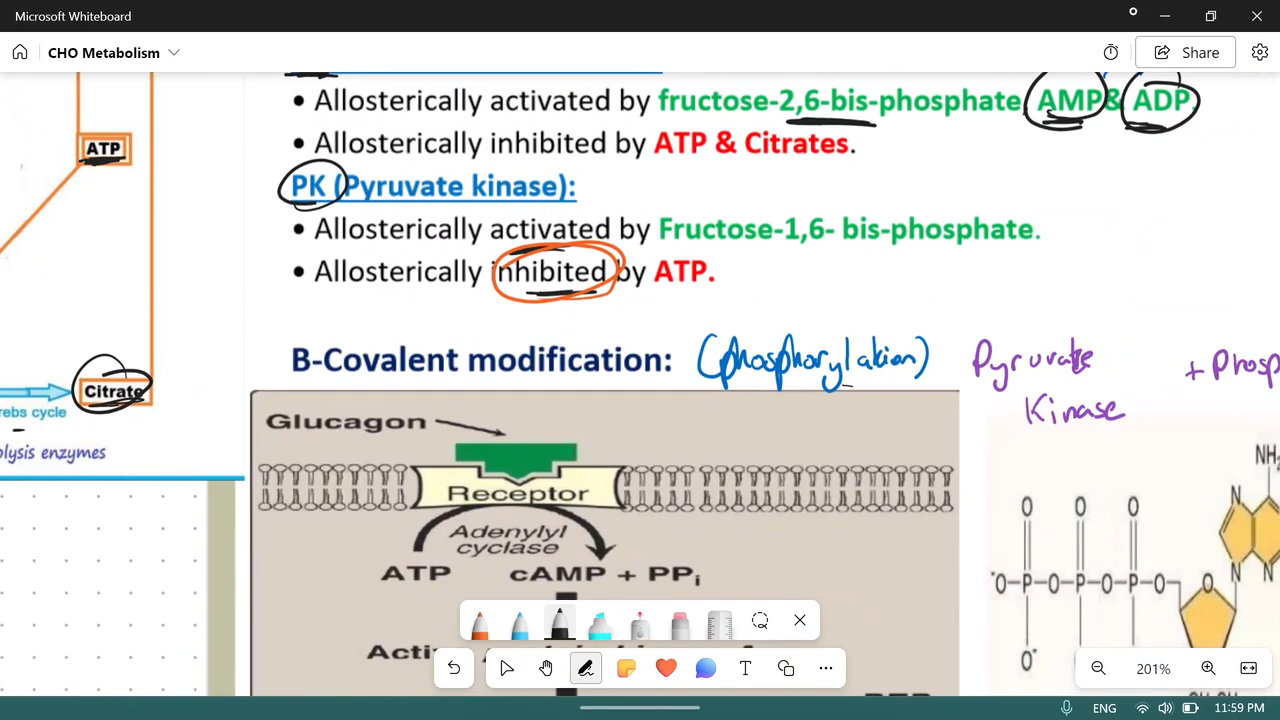 Microsoft Whiteboard
CHO Metabolism
Share
• Allosterically activated by fructose-2,6-bis-phosphate, AMP& ADP.
• Allosterically inhibited by ATP & Citrates.
PK (Pyruvate kinase):
• Allosterically activated by Fructose-1,6- bis-phosphate.
• Allosterically inhibited by ATP.
ATP
Citrate
rebs cycle
olysis enzymes
B-Covalent modification: (phosphorylation)
Pyruvate
Kinase
+ Phosp
Glucagon
Receptor
Adenylyl
cyclase
ATP cAMP + PPi
Acti
NH
N N
N N
O O O
-O-P-O-P-O-P-O
O
O-
201%
T
ENG 11:59 PM